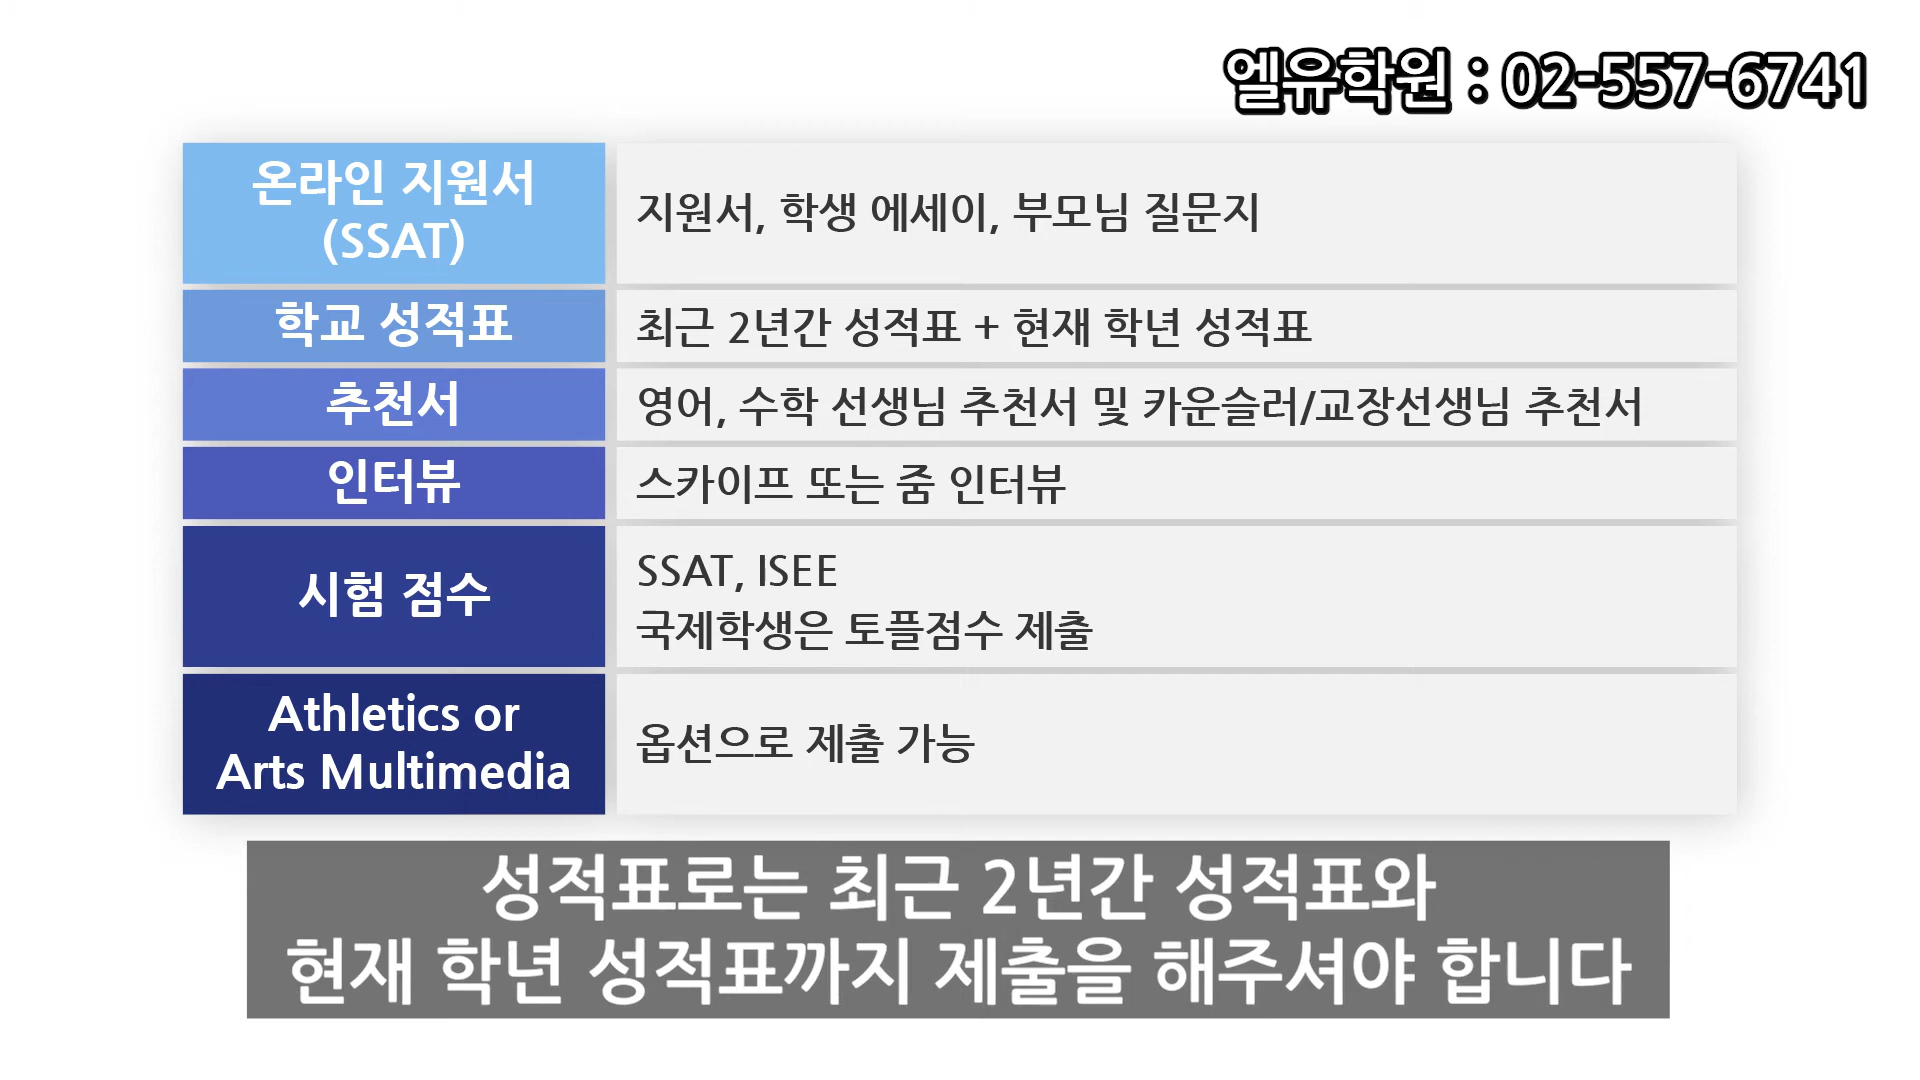 엘유학원 : 02-557-6741
온라인 지원서
(SSAT)
지원서, 학생 에세이, 부모님 질문지
학교 성적표
최근 2년간 성적표 + 현재 학년 성적표
추천서
영어, 수학 선생님 추천서 및 카운슬러/교장선생님 추천서
인터뷰
스카이프 또는 줌 인터뷰
시험 점수
SSAT, ISEE
국제학생은 토플점수 제출
Athletics or
Arts Multimedia
옵션으로 제출 가능
성적표로는 최근 2년간 성적표와
현재 학년 성적표까지 제출을 해주셔야 합니다